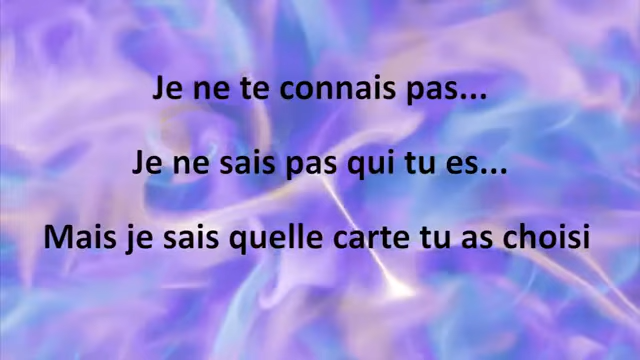 Je ne te connais pas...
Je ne sais pas qui tu es...
Mais je sais quelle carte tu as choisi